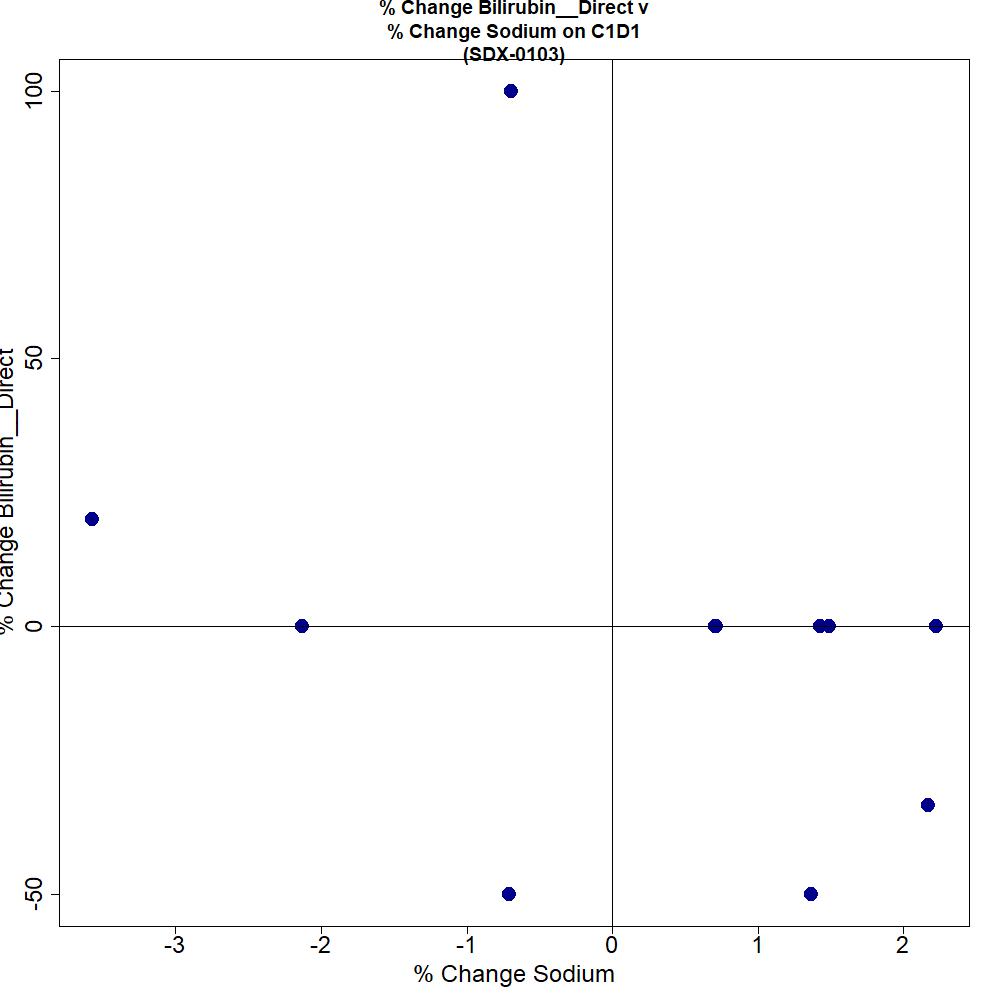 % Change Bilirubin__Direct v
% Change Sodium on C1D1
(SDX-0103)
100
50
0
-50
% Change Bilirubin__Direct
-3
-2
-1
0
1
2
% Change Sodium